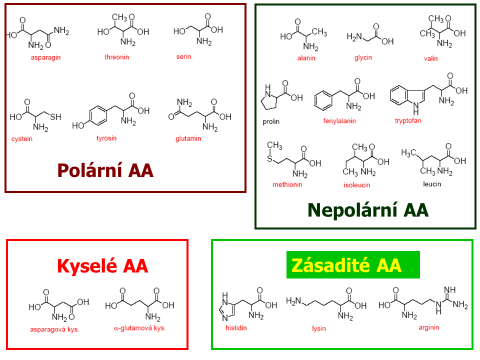 asparagin
threonin
serin
cystein
tyrosin
glutamin
Polární AA
alanin
glycin
valin
prolin
fenylalanin
tryptofan
methionin
isoleucin
leucin
Nepolární AA
Kyselé AA
asparagová kys.
α-glutamová kys.
Zásadité AA
histidin
lysin
arginin